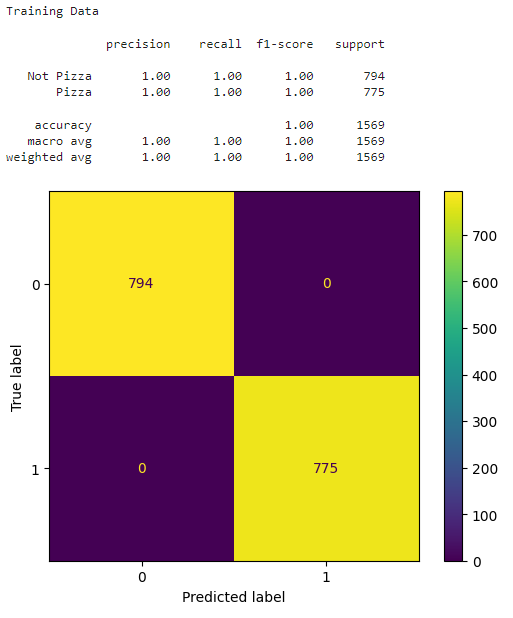 Training Data
precision recall f1-score support
Not Pizza 1.00 1.00 1.00 794
Pizza 1.00 1.00 1.00 775
accuracy 1.00 1569
macro avg 1.00 1.00 1.00 1569
weighted avg 1.00 1.00 1.00 1569
700
600
500
400
300
200
100
0
True label
0
794
0
1
0
775
0
1
Predicted label